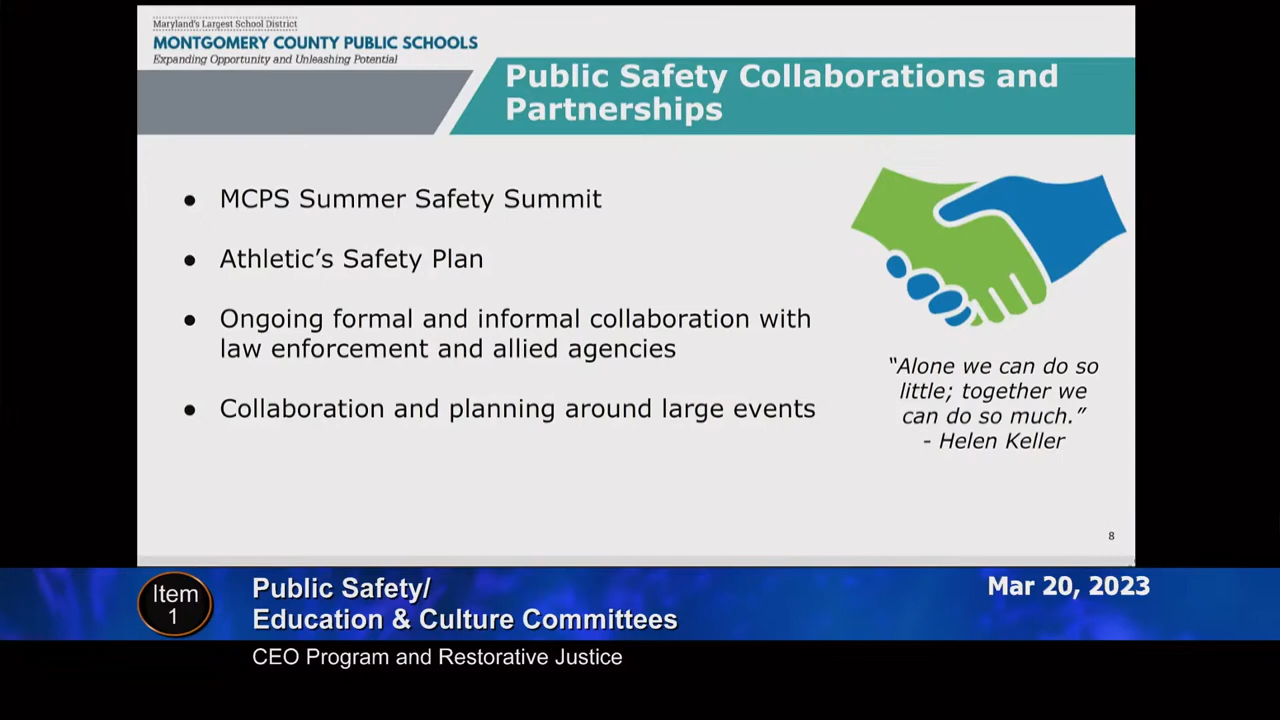 Maryland's Largest School District
MONTGOMERY COUNTY PUBLIC SCHOOLS
Expanding Opportunity and Unleashing Potential
Public Safety Collaborations and
Partnerships
● MCPS Summer Safety Summit
● Athletic's Safety Plan
● Ongoing formal and informal collaboration with
law enforcement and allied agencies
● Collaboration and planning around large events
“Alone we can do so
little; together we
can do so much.”
- Helen Keller
8
Item
1
Public Safety/
Education & Culture Committees
CEO Program and Restorative Justice
Mar 20, 2023